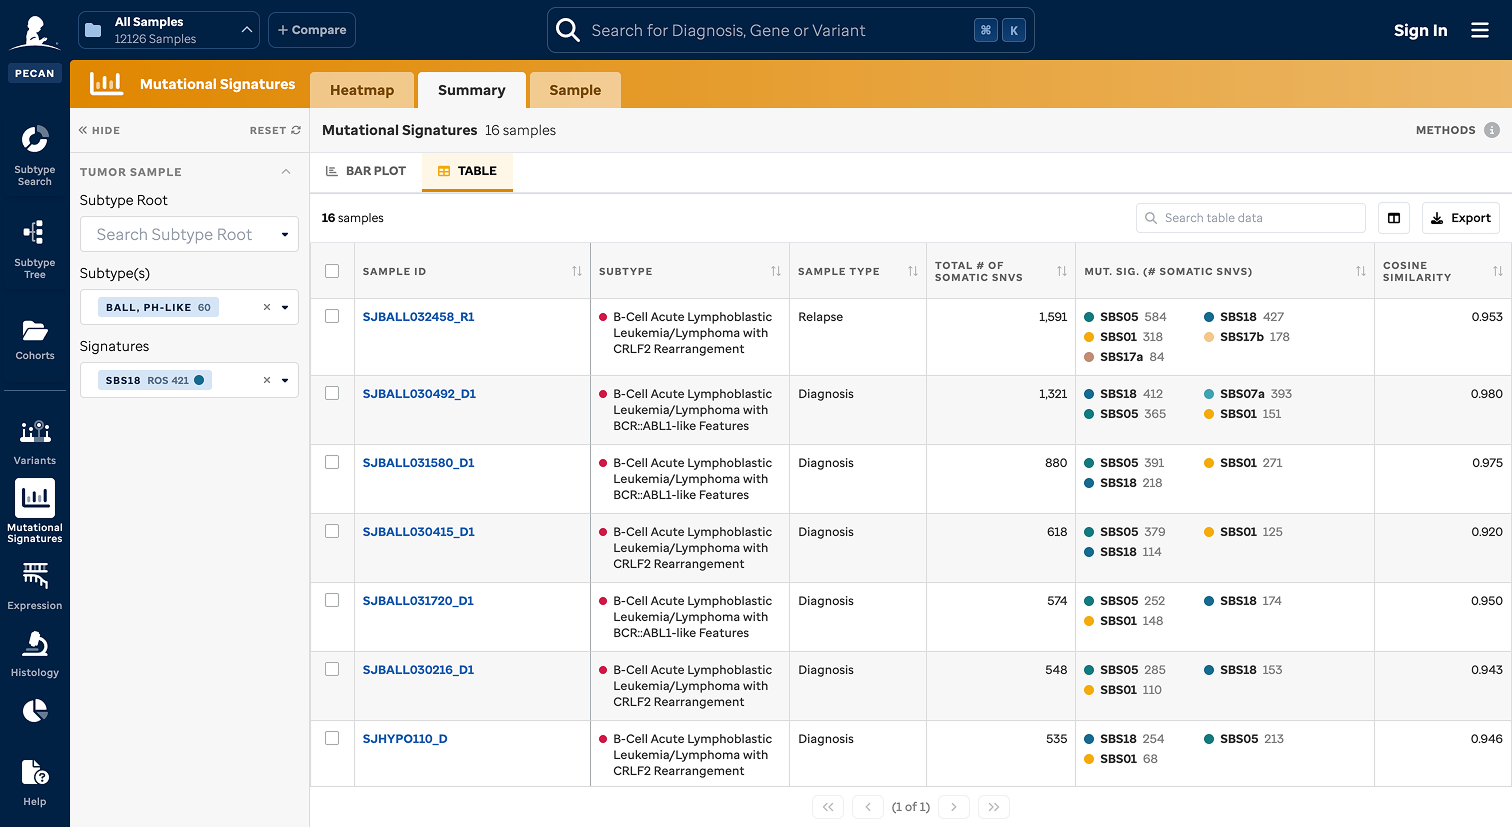 All Samples
12126 Samples
+ Compare
Search for Diagnosis, Gene or Variant
⌘
K
Sign In
PECAN
Mutational Signatures
Heatmap
Summary
Sample
« HIDE
RESET
Mutational Signatures 16 samples
METHODS i
Subtype
Search
Subtype
Tree
Cohorts
Variants
Mutational
Signatures
Expression
Histology
Help
TUMOR SAMPLE
Subtype Root
Search Subtype Root
Subtype(s)
BALL, PH-LIKE 60 ×
Signatures
SBS18 ROS 421 ×
BAR PLOT
TABLE
16 samples
Search table data
Export
SAMPLE ID
SUBTYPE
SAMPLE TYPE
TOTAL # OF
SOMATIC SNVS
MUT. SIG. (# SOMATIC SNVS)
COSINE
SIMILARITY
SJBALL032458_R1
B-Cell Acute Lymphoblastic
Leukemia/Lymphoma with
CRLF2 Rearrangement
Relapse
1,591
SBS05 584 SBS18 427
SBS01 318 SBS17b 178
SBS17a 84
0.953
SJBALL030492_D1
B-Cell Acute Lymphoblastic
Leukemia/Lymphoma with
BCR::ABL1-like Features
Diagnosis
1,321
SBS18 412 SBS07a 393
SBS05 365 SBS01 151
0.980
SJBALL031580_D1
B-Cell Acute Lymphoblastic
Leukemia/Lymphoma with
BCR::ABL1-like Features
Diagnosis
880
SBS05 391 SBS01 271
SBS18 218
0.975
SJBALL030415_D1
B-Cell Acute Lymphoblastic
Leukemia/Lymphoma with
CRLF2 Rearrangement
Diagnosis
618
SBS05 379 SBS01 125
SBS18 114
0.920
SJBALL031720_D1
B-Cell Acute Lymphoblastic
Leukemia/Lymphoma with
BCR::ABL1-like Features
Diagnosis
574
SBS05 252 SBS18 174
SBS01 148
0.950
SJBALL030216_D1
B-Cell Acute Lymphoblastic
Leukemia/Lymphoma with
CRLF2 Rearrangement
Diagnosis
548
SBS05 285 SBS18 153
SBS01 110
0.943
SJHYPO110_D
B-Cell Acute Lymphoblastic
Leukemia/Lymphoma with
CRLF2 Rearrangement
Diagnosis
535
SBS18 254 SBS05 213
SBS01 68
0.946
(1 of 1)